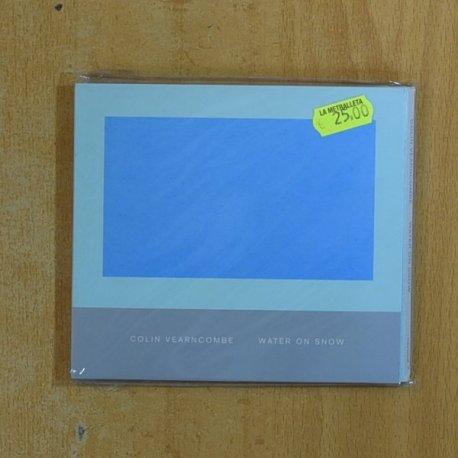 LA METRALLETA
€ 25,00
COLIN VEARNCOMBE WATER ON SNOW